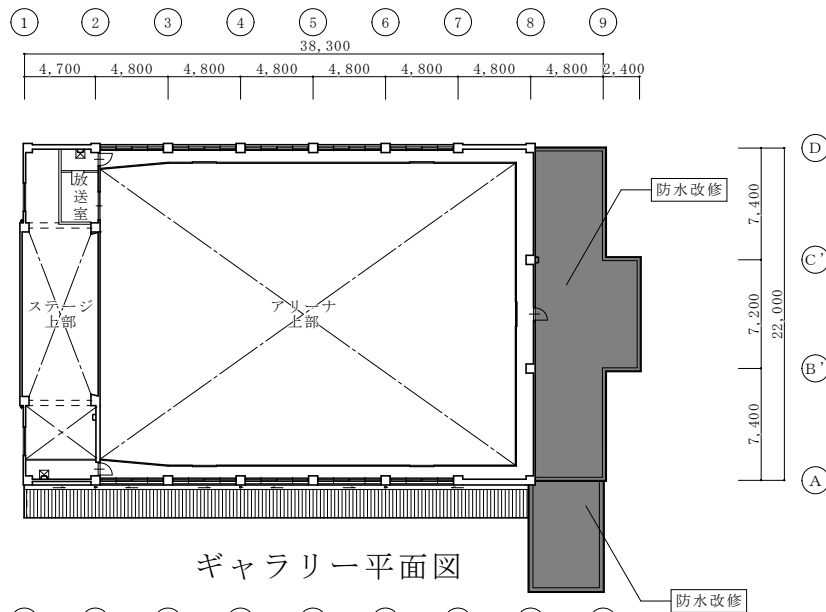 1 2 3 4 5 6 7 8 9
38,300
4,700 4,800 4,800 4,800 4,800 4,800 4,800 4,800 2,400
D
放送室
防水改修
7,400
C'
ステージ
上部
アリーナ
上部
7,200
22,000
B'
7,400
A
ギャラリー平面図
防水改修